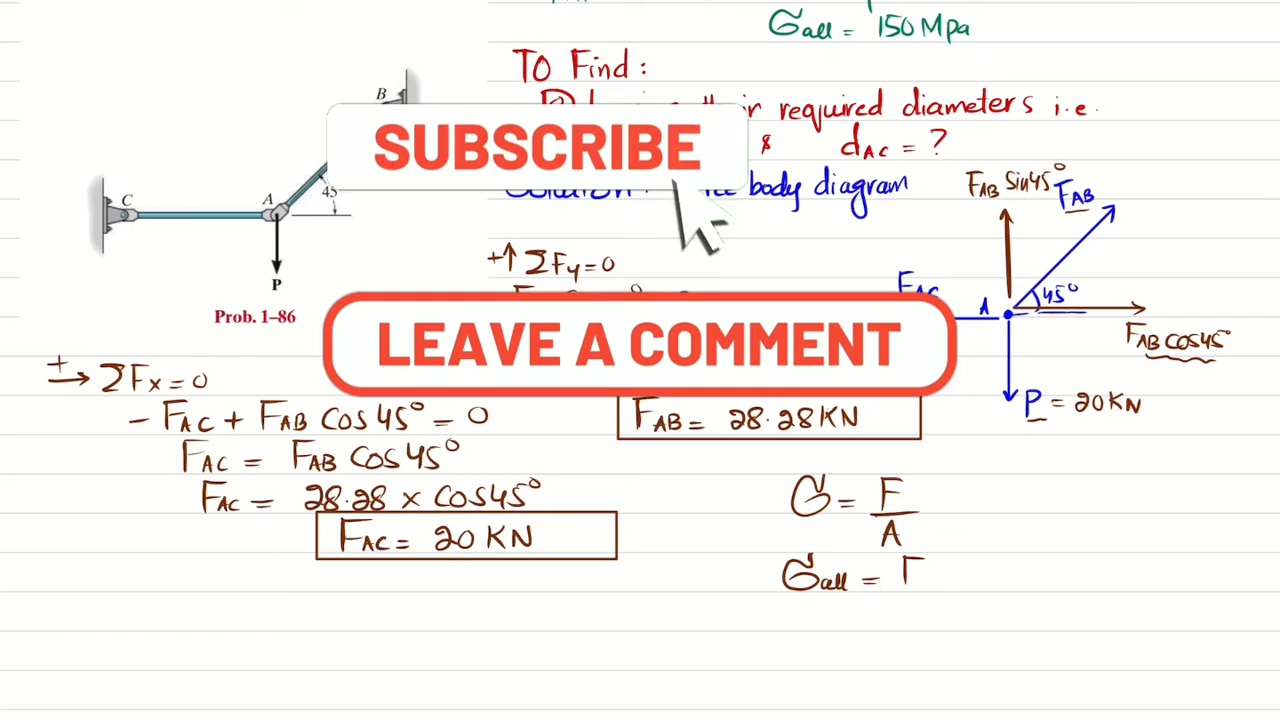 σall = 150 Mpa
To Find :
required diameters i.e.
& dAC = ?
body diagram
SUBSCRIBE
B
C
A
45°
P
Prob. 1–86
FAB Sin45°
FAB
+↑ ΣFy = 0
FAC
A
45°
FAB cos45°
LEAVE A COMMENT
P = 20 KN
+→ ΣFx = 0
- FAC + FAB Cos 45° = 0
FAC = FAB Cos 45°
FAC = 28.28 × Cos45°
FAC = 20 KN
FAB = 28.28 KN
σ = F
A
σall =